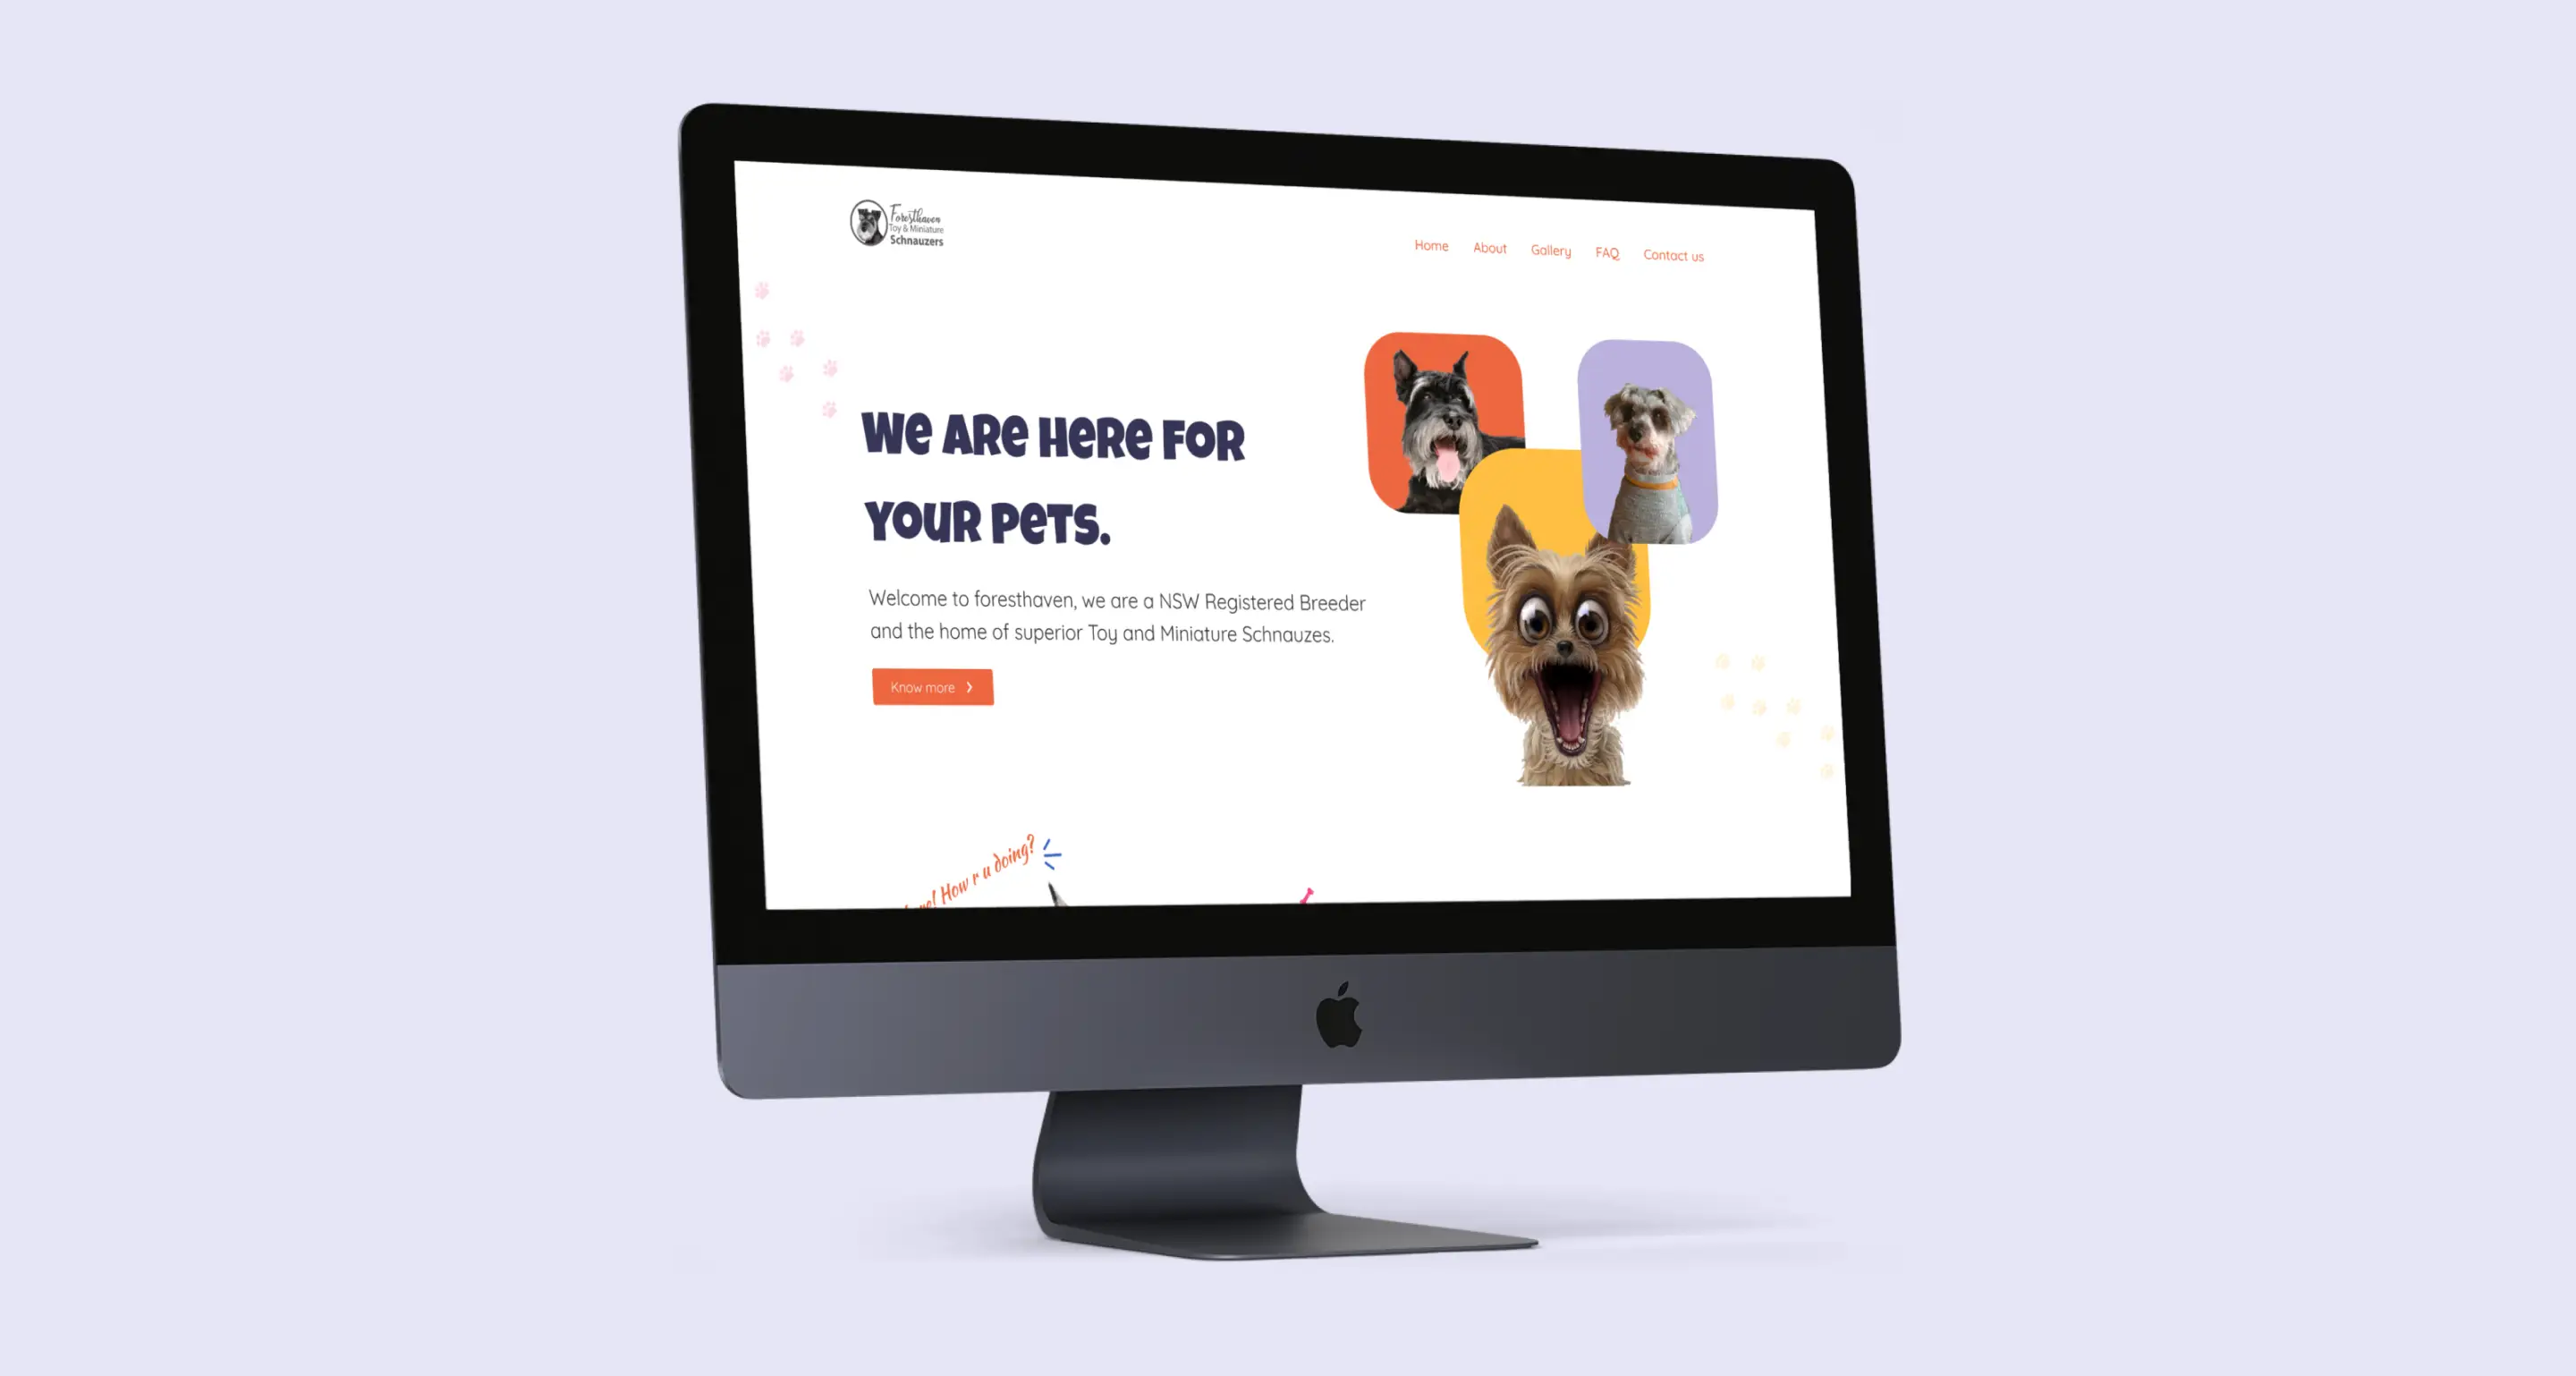 Foresthaven
Toy & Miniature
Schnauzers
Home About Gallery FAQ Contact us
We are here for
your pets.
Welcome to foresthaven, we are a NSW Registered Breeder
and the home of superior Toy and Miniature Schnauzes.
Know more
How r u doing?